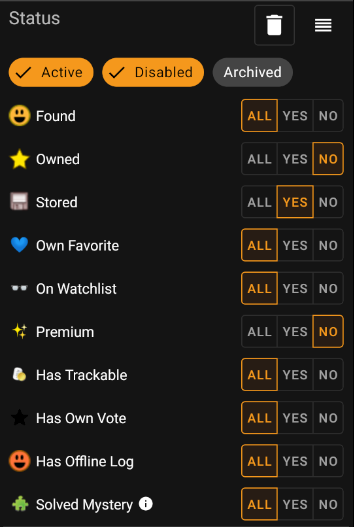 Status
Active Disabled Archived
Found ALL YES NO
Owned ALL YES NO
Stored ALL YES NO
Own Favorite ALL YES NO
On Watchlist ALL YES NO
Premium ALL YES NO
Has Trackable ALL YES NO
Has Own Vote ALL YES NO
Has Offline Log ALL YES NO
Solved Mystery ALL YES NO